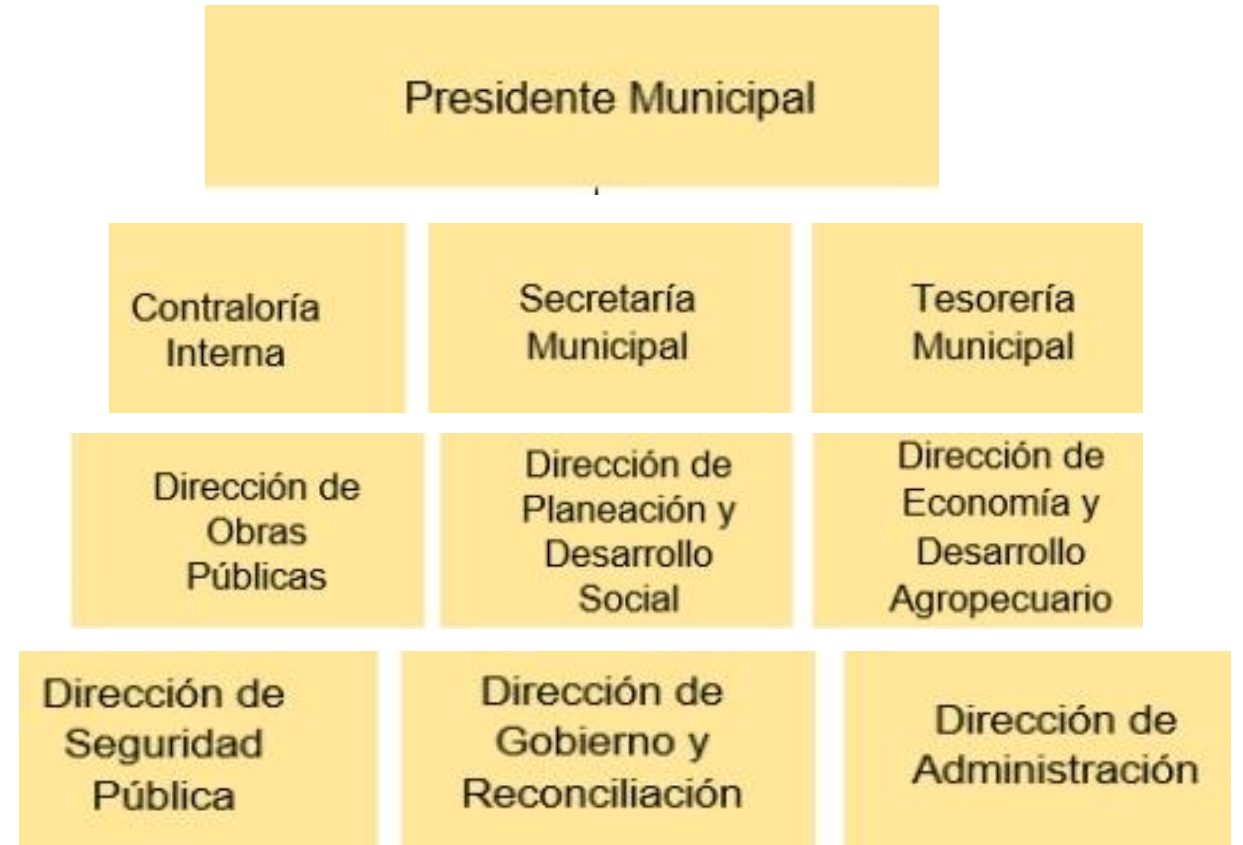 Presidente Municipal
Contraloría
Interna
Secretaría
Municipal
Tesorería
Municipal
Dirección de
Obras
Públicas
Dirección de
Planeación y
Desarrollo
Social
Dirección de
Economía y
Desarrollo
Agropecuario
Dirección de
Seguridad
Pública
Dirección de
Gobierno y
Reconciliación
Dirección de
Administración